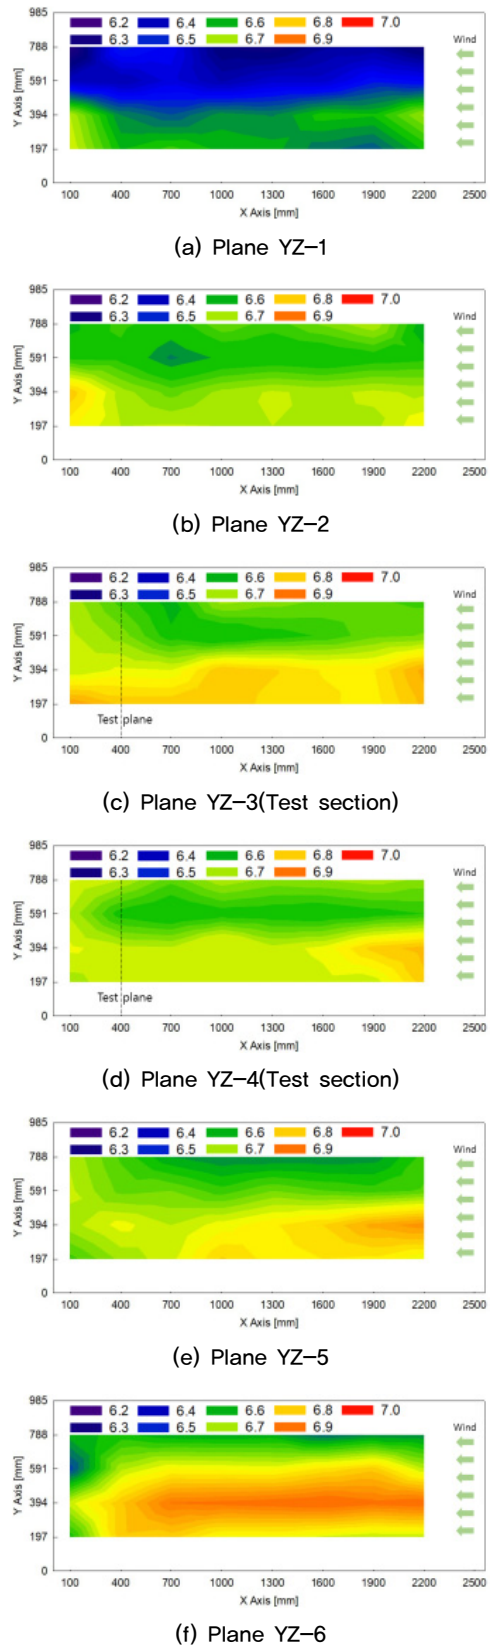 985 6.2 6.4 6.6 6.8 7.0
788 6.3 6.5 6.7 6.9 Wind
591
394
197
0
Y Axis [mm]
100 400 700 1000 1300 1600 1900 2200 2500
X Axis [mm]
(a) Plane YZ-1
985 6.2 6.4 6.6 6.8 7.0
788 6.3 6.5 6.7 6.9 Wind
591
394
197
0
Y Axis [mm]
100 400 700 1000 1300 1600 1900 2200 2500
X Axis [mm]
(b) Plane YZ-2
985 6.2 6.4 6.6 6.8 7.0
788 6.3 6.5 6.7 6.9 Wind
591
394
197
Test plane
0
Y Axis [mm]
100 400 700 1000 1300 1600 1900 2200 2500
X Axis [mm]
(c) Plane YZ-3(Test section)
985 6.2 6.4 6.6 6.8 7.0
788 6.3 6.5 6.7 6.9 Wind
591
394
197
Test plane
0
Y Axis [mm]
100 400 700 1000 1300 1600 1900 2200 2500
X Axis [mm]
(d) Plane YZ-4(Test section)
985 6.2 6.4 6.6 6.8 7.0
788 6.3 6.5 6.7 6.9 Wind
591
394
197
0
Y Axis [mm]
100 400 700 1000 1300 1600 1900 2200 2500
X Axis [mm]
(e) Plane YZ-5
985 6.2 6.4 6.6 6.8 7.0
788 6.3 6.5 6.7 6.9 Wind
591
394
197
0
Y Axis [mm]
100 400 700 1000 1300 1600 1900 2200 2500
X Axis [mm]
(f) Plane YZ-6